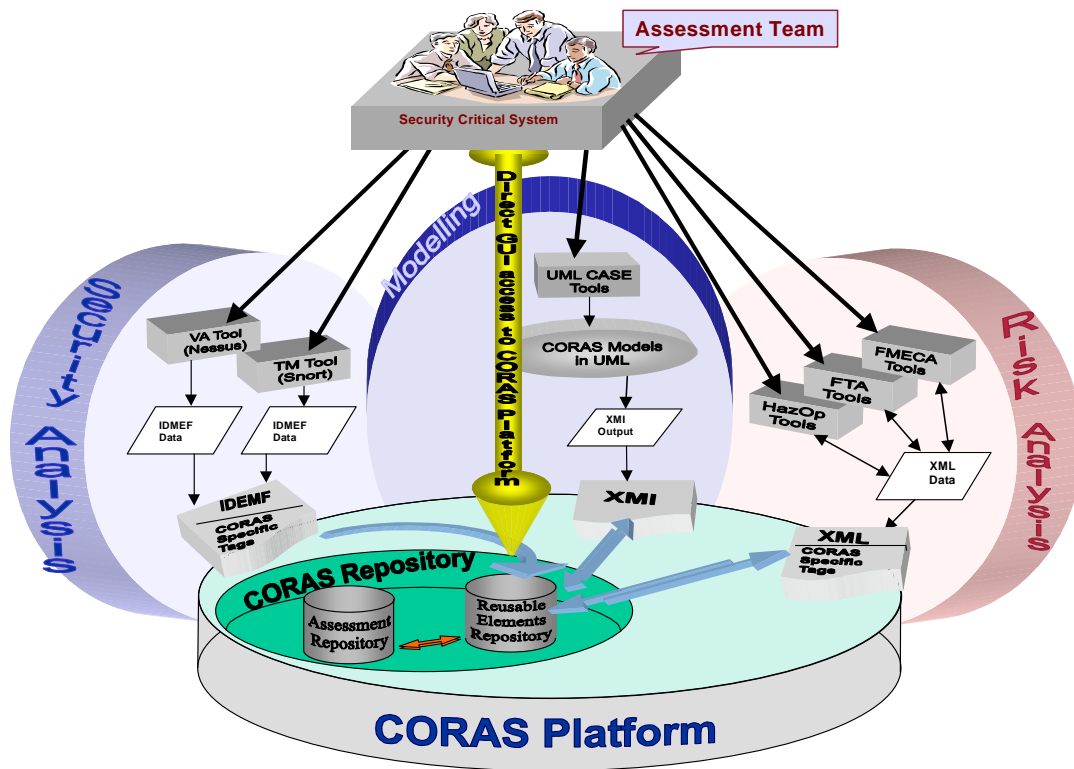 Assessment Team
Security Critical System
Direct GUI access to CORAS Platform
Modelling
Security Analysis
Risk Analysis
VA Tool
(Nessus)
TM Tool
(Snort)
UML CASE
Tools
CORAS Models
in UML
FMECA
Tools
FTA
Tools
HazOp
Tools
IDMEF
Data
IDMEF
Data
XMI
Output
XML
Data
IDEMF
CORAS
Specific
Tags
XMI
XML
CORAS
Specific
Tags
CORAS Repository
Assessment
Repository
Reusable
Elements
Repository
CORAS Platform